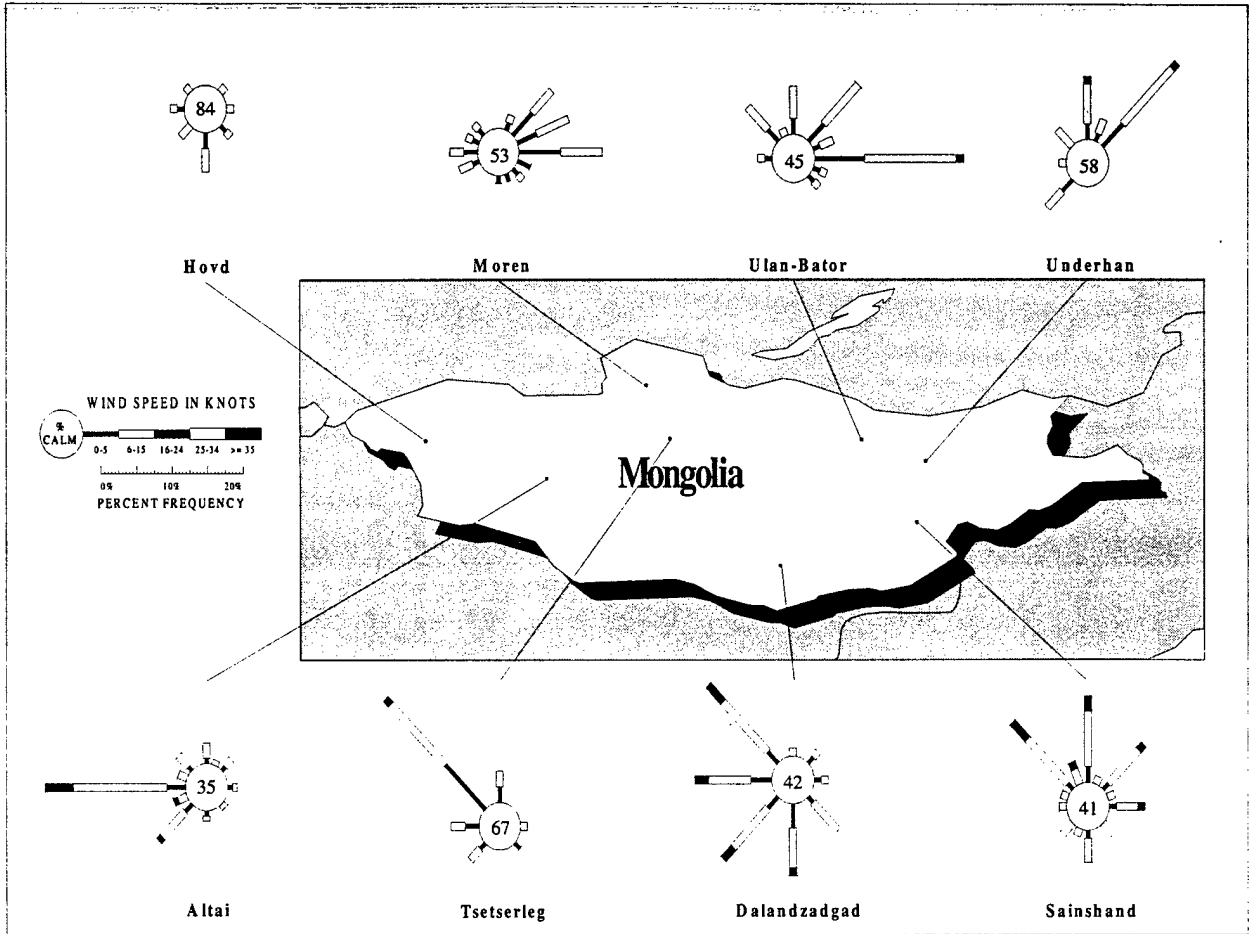 84
53
45
58
Hovd
Moren
Ulan-Bator
Underhan
WIND SPEED IN KNOTS
% CALM
0-5 6-15 16-24 25-34 >= 35
0% 10% 20%
PERCENT FREQUENCY
Mongolia
35
67
42
41
Altai
Tsetserleg
Dalandzadgad
Sainshand